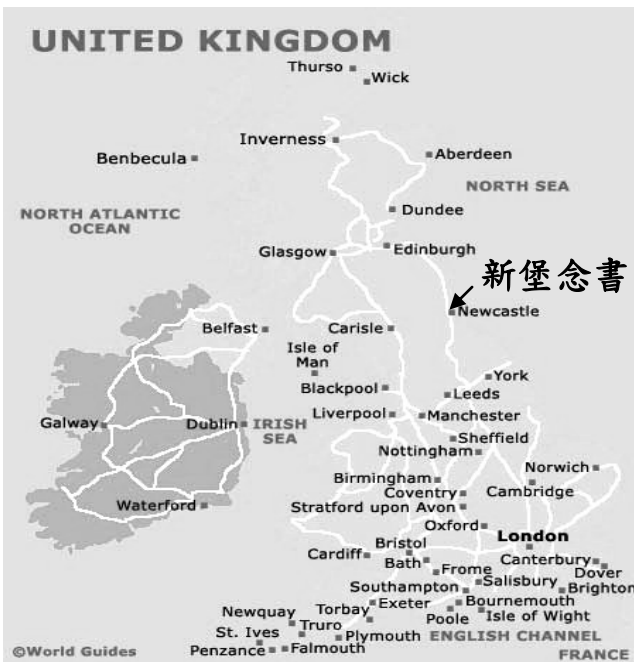 UNITED KINGDOM
Thurso
Wick
Inverness
Benbecula
Aberdeen
NORTH SEA
NORTH ATLANTIC
OCEAN
Dundee
Glasgow
Edinburgh
新堡念書
Newcastle
Belfast
Carisle
Isle of
Man
York
Blackpool
Leeds
Liverpool
Manchester
Galway
Dublin
IRISH
SEA
Sheffield
Nottingham
Norwich
Birmingham
Cambridge
Coventry
Stratford upon Avon
Waterford
Oxford
London
Bristol
Cardiff
Canterbury
Bath
Frome
Dover
Salisbury
Southampton
Brighton
Exeter
Bournemouth
Torbay
Newquay
Poole
Isle of Wight
Truro
St. Ives
Plymouth
ENGLISH CHANNEL
©World Guides
Penzance
Falmouth
FRANCE